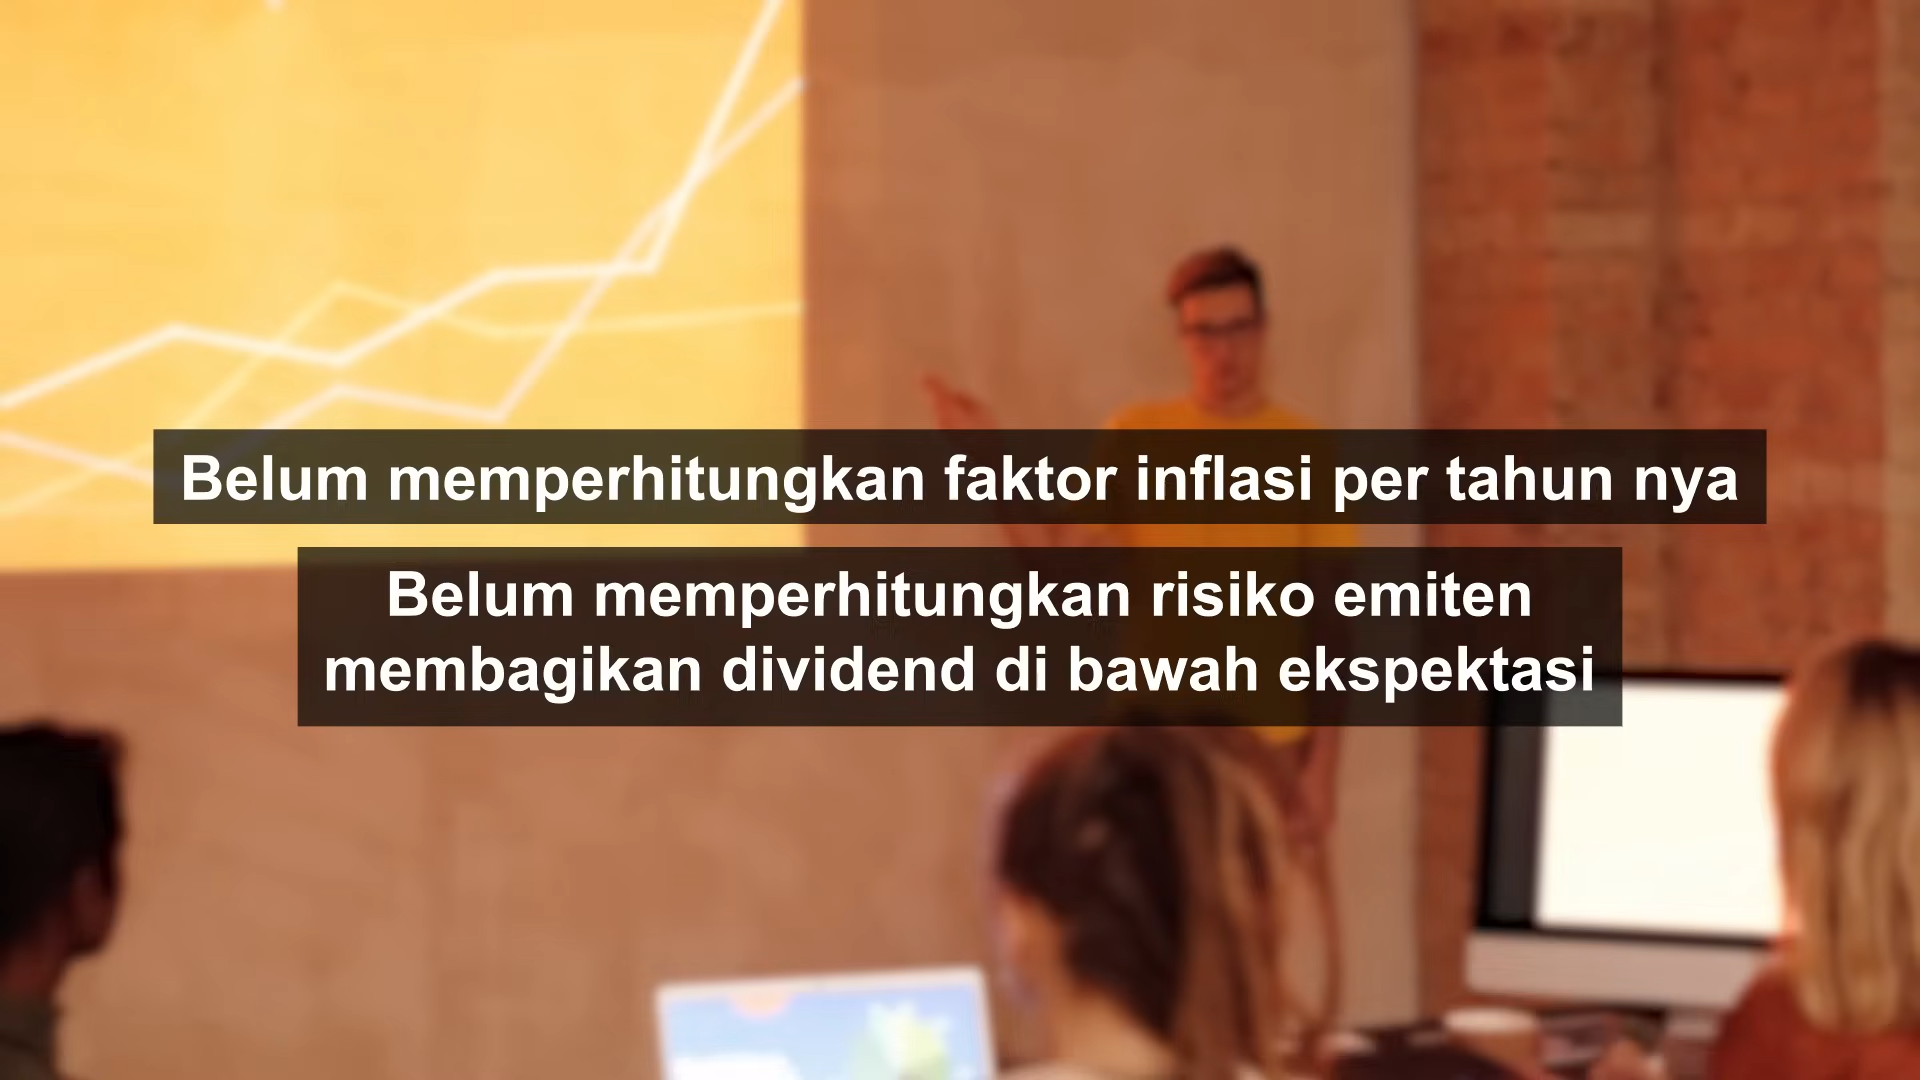 Belum memperhitungkan faktor inflasi per tahun nya
Belum memperhitungkan risiko emiten
membagikan dividend di bawah ekspektasi